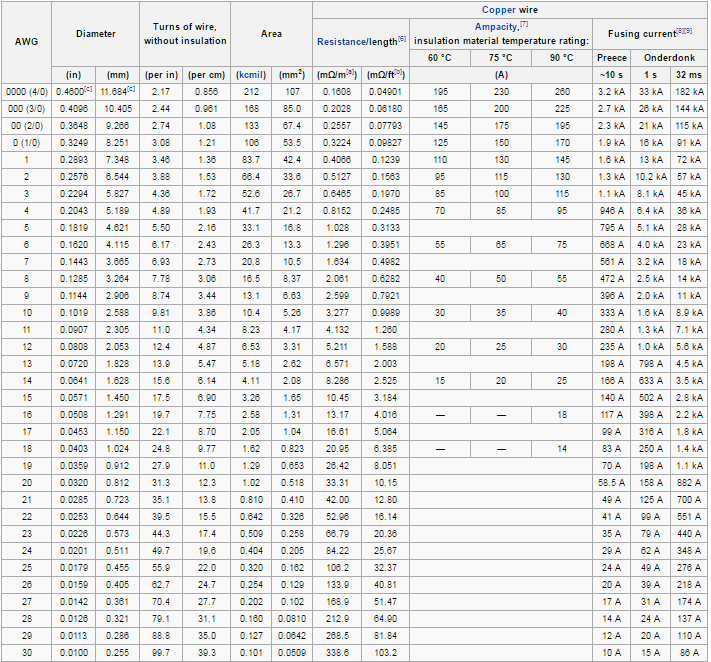 Copper wire
AWG Diameter Turns of wire, without insulation Area Resistance/length[6] Ampacity,[7] insulation material temperature rating: Fusing current[8][9]
60 °C 75 °C 90 °C Preece Onderdonk
(in) (mm) (per in) (per cm) (kcmil) (mm2) (mΩ/m[a]) (mΩ/ft[b]) (A) ~10 s 1 s 32 ms
0000 (4/0) 0.4600[c] 11.684[c] 2.17 0.856 212 107 0.1608 0.04901 195 230 260 3.2 kA 33 kA 182 kA
000 (3/0) 0.4096 10.405 2.44 0.961 168 85.0 0.2028 0.06180 165 200 225 2.7 kA 26 kA 144 kA
00 (2/0) 0.3648 9.266 2.74 1.08 133 67.4 0.2557 0.07793 145 175 195 2.3 kA 21 kA 115 kA
0 (1/0) 0.3249 8.251 3.08 1.21 106 53.5 0.3224 0.09827 125 150 170 1.9 kA 16 kA 91 kA
1 0.2893 7.348 3.46 1.36 83.7 42.4 0.4066 0.1239 110 130 145 1.6 kA 13 kA 72 kA
2 0.2576 6.544 3.88 1.53 66.4 33.6 0.5127 0.1563 95 115 130 1.3 kA 10.2 kA 57 kA
3 0.2294 5.827 4.36 1.72 52.6 26.7 0.6465 0.1970 85 100 115 1.1 kA 8.1 kA 45 kA
4 0.2043 5.189 4.89 1.93 41.7 21.2 0.8152 0.2485 70 85 95 946 A 6.4 kA 36 kA
5 0.1819 4.621 5.50 2.16 33.1 16.8 1.028 0.3133 795 A 5.1 kA 28 kA
6 0.1620 4.115 6.17 2.43 26.3 13.3 1.296 0.3951 55 65 75 668 A 4.0 kA 23 kA
7 0.1443 3.665 6.93 2.73 20.8 10.5 1.634 0.4982 561 A 3.2 kA 18 kA
8 0.1285 3.264 7.78 3.06 16.5 8.37 2.061 0.6282 40 50 55 472 A 2.5 kA 14 kA
9 0.1144 2.906 8.74 3.44 13.1 6.63 2.599 0.7921 396 A 2.0 kA 11 kA
10 0.1019 2.588 9.81 3.86 10.4 5.26 3.277 0.9989 30 35 40 333 A 1.6 kA 8.9 kA
11 0.0907 2.305 11.0 4.34 8.23 4.17 4.132 1.260 280 A 1.3 kA 7.1 kA
12 0.0808 2.053 12.4 4.87 6.53 3.31 5.211 1.588 20 25 30 235 A 1.0 kA 5.6 kA
13 0.0720 1.828 13.9 5.47 5.18 2.62 6.571 2.003 198 A 798 A 4.5 kA
14 0.0641 1.628 15.6 6.14 4.11 2.08 8.286 2.525 15 20 25 166 A 633 A 3.5 kA
15 0.0571 1.450 17.5 6.90 3.26 1.65 10.45 3.184 140 A 502 A 2.8 kA
16 0.0508 1.291 19.7 7.75 2.58 1.31 13.17 4.016 — — 18 117 A 398 A 2.2 kA
17 0.0453 1.150 22.1 8.70 2.05 1.04 16.61 5.064 99 A 316 A 1.8 kA
18 0.0403 1.024 24.8 9.77 1.62 0.823 20.95 6.385 — — 14 83 A 250 A 1.4 kA
19 0.0359 0.912 27.9 11.0 1.29 0.653 26.42 8.051 70 A 198 A 1.1 kA
20 0.0320 0.812 31.3 12.3 1.02 0.518 33.31 10.15 58.5 A 158 A 882 A
21 0.0285 0.723 35.1 13.8 0.810 0.410 42.00 12.80 49 A 125 A 700 A
22 0.0253 0.644 39.5 15.5 0.642 0.326 52.96 16.14 41 A 99 A 551 A
23 0.0226 0.573 44.3 17.4 0.509 0.258 66.79 20.36 35 A 79 A 440 A
24 0.0201 0.511 49.7 19.6 0.404 0.205 84.22 25.67 29 A 62 A 348 A
25 0.0179 0.455 55.9 22.0 0.320 0.162 106.2 32.37 24 A 49 A 276 A
26 0.0159 0.405 62.7 24.7 0.254 0.129 133.9 40.81 20 A 39 A 218 A
27 0.0142 0.361 70.4 27.7 0.202 0.102 168.9 51.47 17 A 31 A 174 A
28 0.0126 0.321 79.1 31.1 0.160 0.0810 212.9 64.90 14 A 24 A 137 A
29 0.0113 0.286 88.8 35.0 0.127 0.0642 268.5 81.84 12 A 20 A 110 A
30 0.0100 0.255 99.7 39.3 0.101 0.0509 338.6 103.2 10 A 15 A 86 A